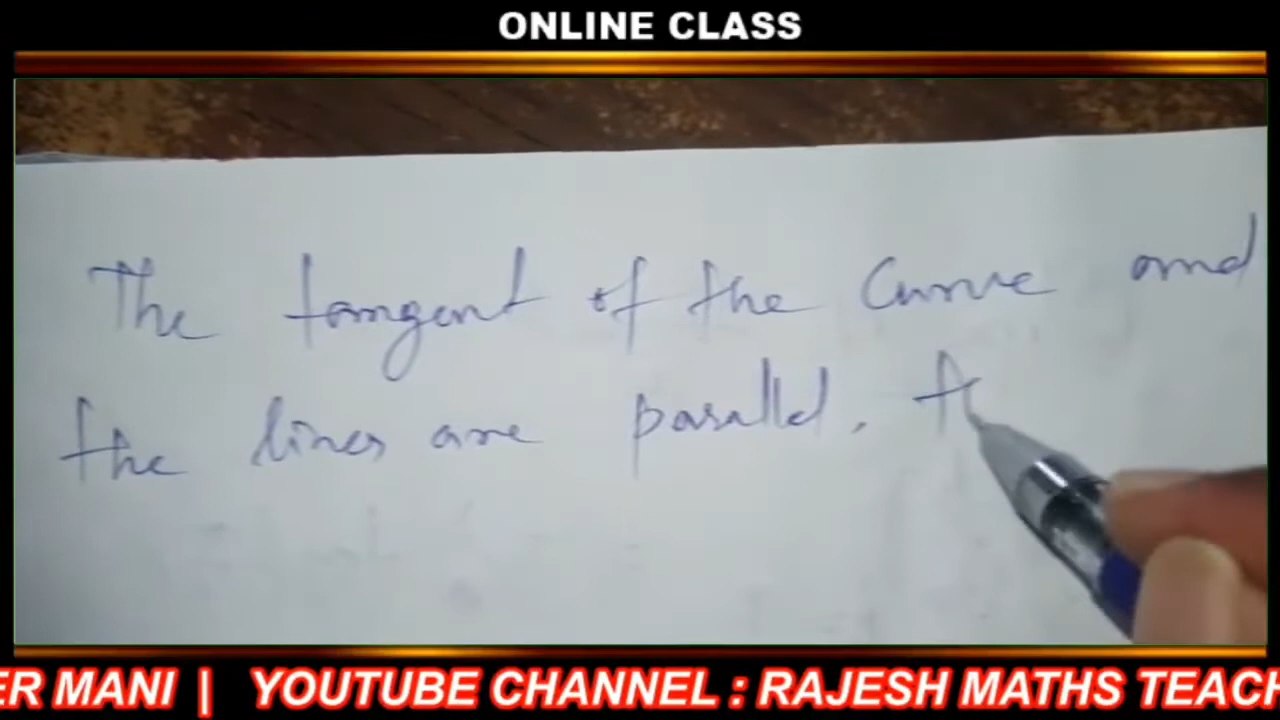 ONLINE CLASS
The tangent of the curve and
the lines are parallel.
ER MANI | YOUTUBE CHANNEL : RAJESH MATHS TEACH